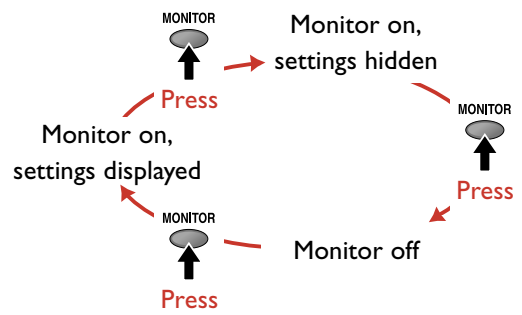 MONITOR
Press
Monitor on,
settings hidden
MONITOR
Press
Monitor off
MONITOR
Press
Monitor on,
settings displayed